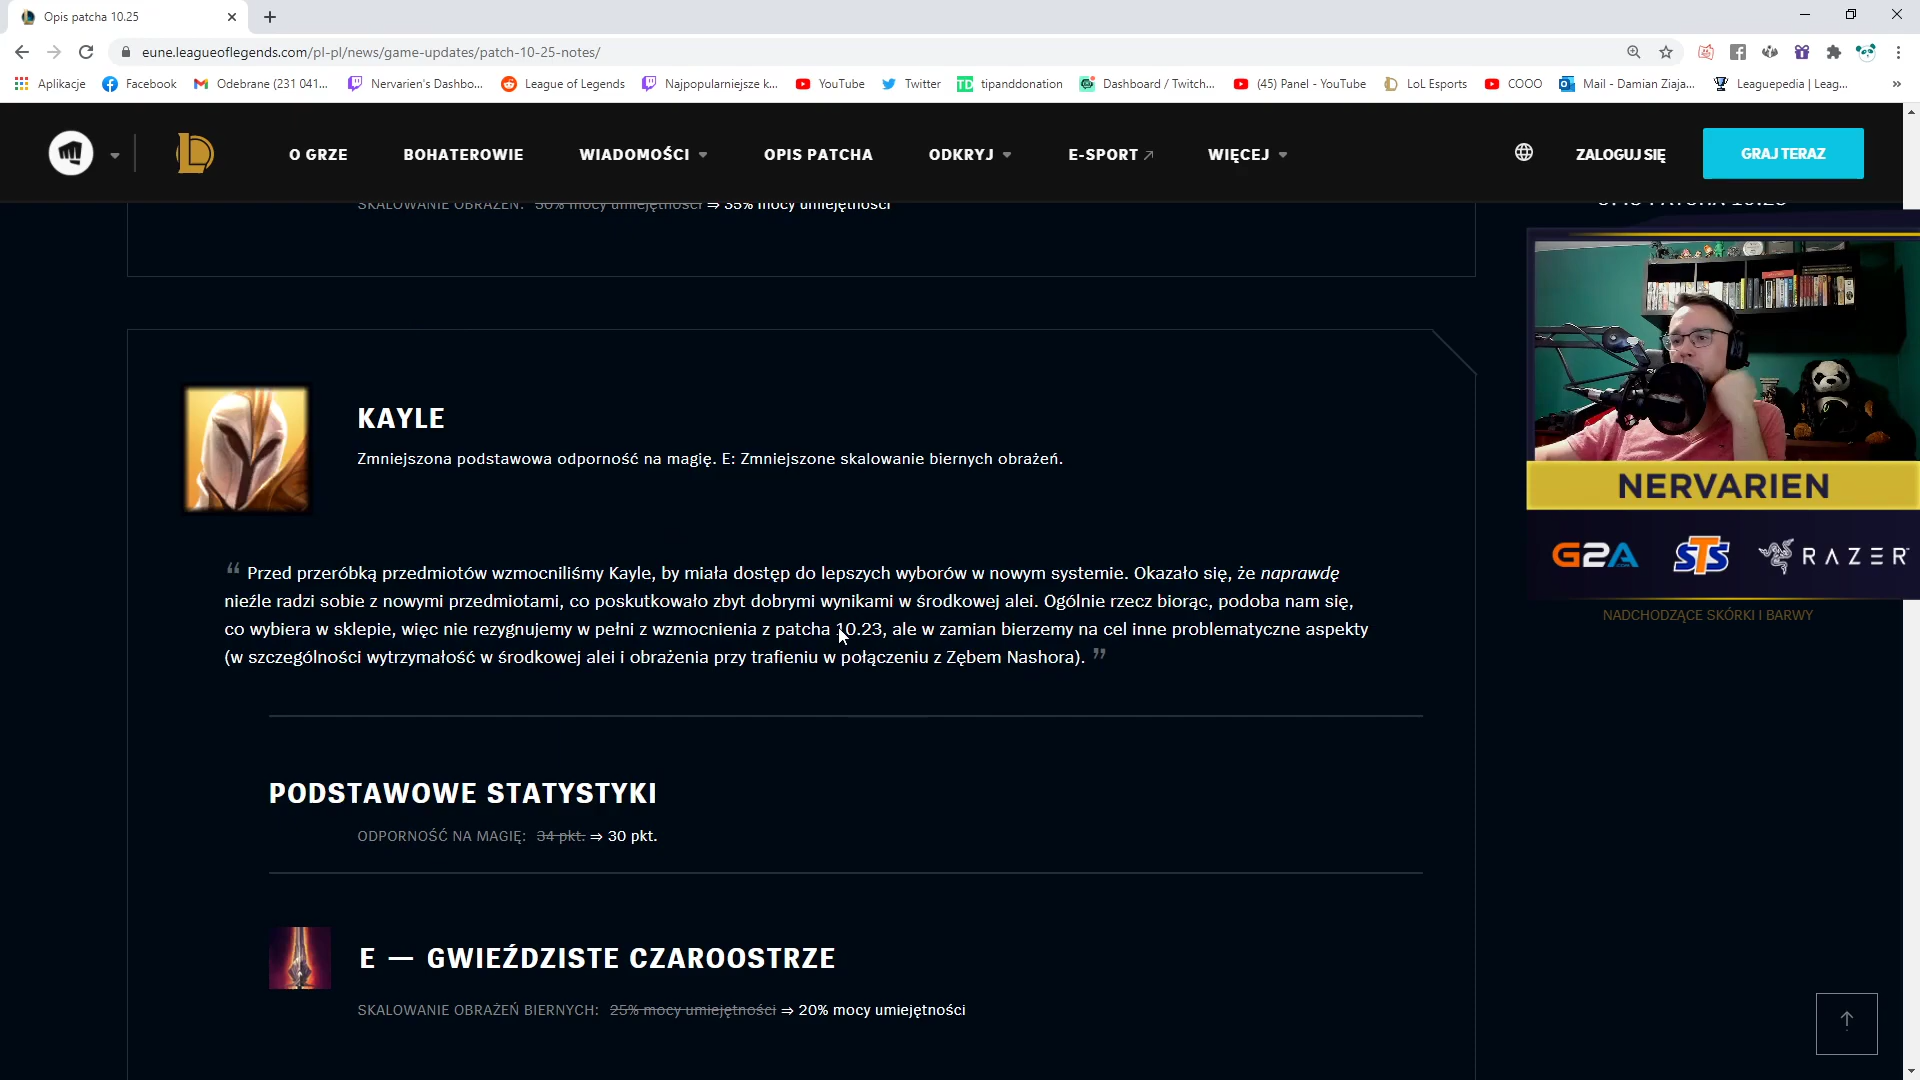 Opis patcha 10.25
eune.leagueoflegends.com/pl-pl/news/game-updates/patch-10-25-notes/
Aplikacje
Facebook
Odebrane (231 041...
Nervarien's Dashbo...
League of Legends
Najpopularniejsze k...
YouTube
Twitter
tipanddonation
Dashboard / Twitch...
(45) Panel - YouTube
LoL Esports
COOO
Mail - Damian Ziaja...
Leaguepedia | Leag...
»
O GRZE
BOHATEROWIE
WIADOMOŚCI
OPIS PATCHA
ODKRYJ
E-SPORT
WIĘCEJ
ZALOGUJ SIĘ
GRAJ TERAZ
SKALOWANIE OBRAŻEŃ: 30% mocy umiejętności ⇒ 35% mocy umiejętności
OPIS PATCHA 10.25
KAYLE
Zmniejszona podstawowa odporność na magię. E: Zmniejszone skalowanie biernych obrażeń.
NERVARIEN
G2A STS RAZER
NADCHODZĄCE SKÓRKI I BARWY
“ Przed przeróbką przedmiotów wzmocniliśmy Kayle, by miała dostęp do lepszych wyborów w nowym systemie. Okazało się, że naprawdę
nieźle radzi sobie z nowymi przedmiotami, co poskutkowało zbyt dobrymi wynikami w środkowej alei. Ogólnie rzecz biorąc, podoba nam się,
co wybiera w sklepie, więc nie rezygnujemy w pełni z wzmocnienia z patcha 10.23, ale w zamian bierzemy na cel inne problematyczne aspekty
(w szczególności wytrzymałość w środkowej alei i obrażenia przy trafieniu w połączeniu z Zębem Nashora). ”
PODSTAWOWE STATYSTYKI
ODPORNOŚĆ NA MAGIĘ: 34 pkt. ⇒ 30 pkt.
E — GWIEŹDZISTE CZAROOSTRZE
SKALOWANIE OBRAŻEŃ BIERNYCH: 25% mocy umiejętności ⇒ 20% mocy umiejętności